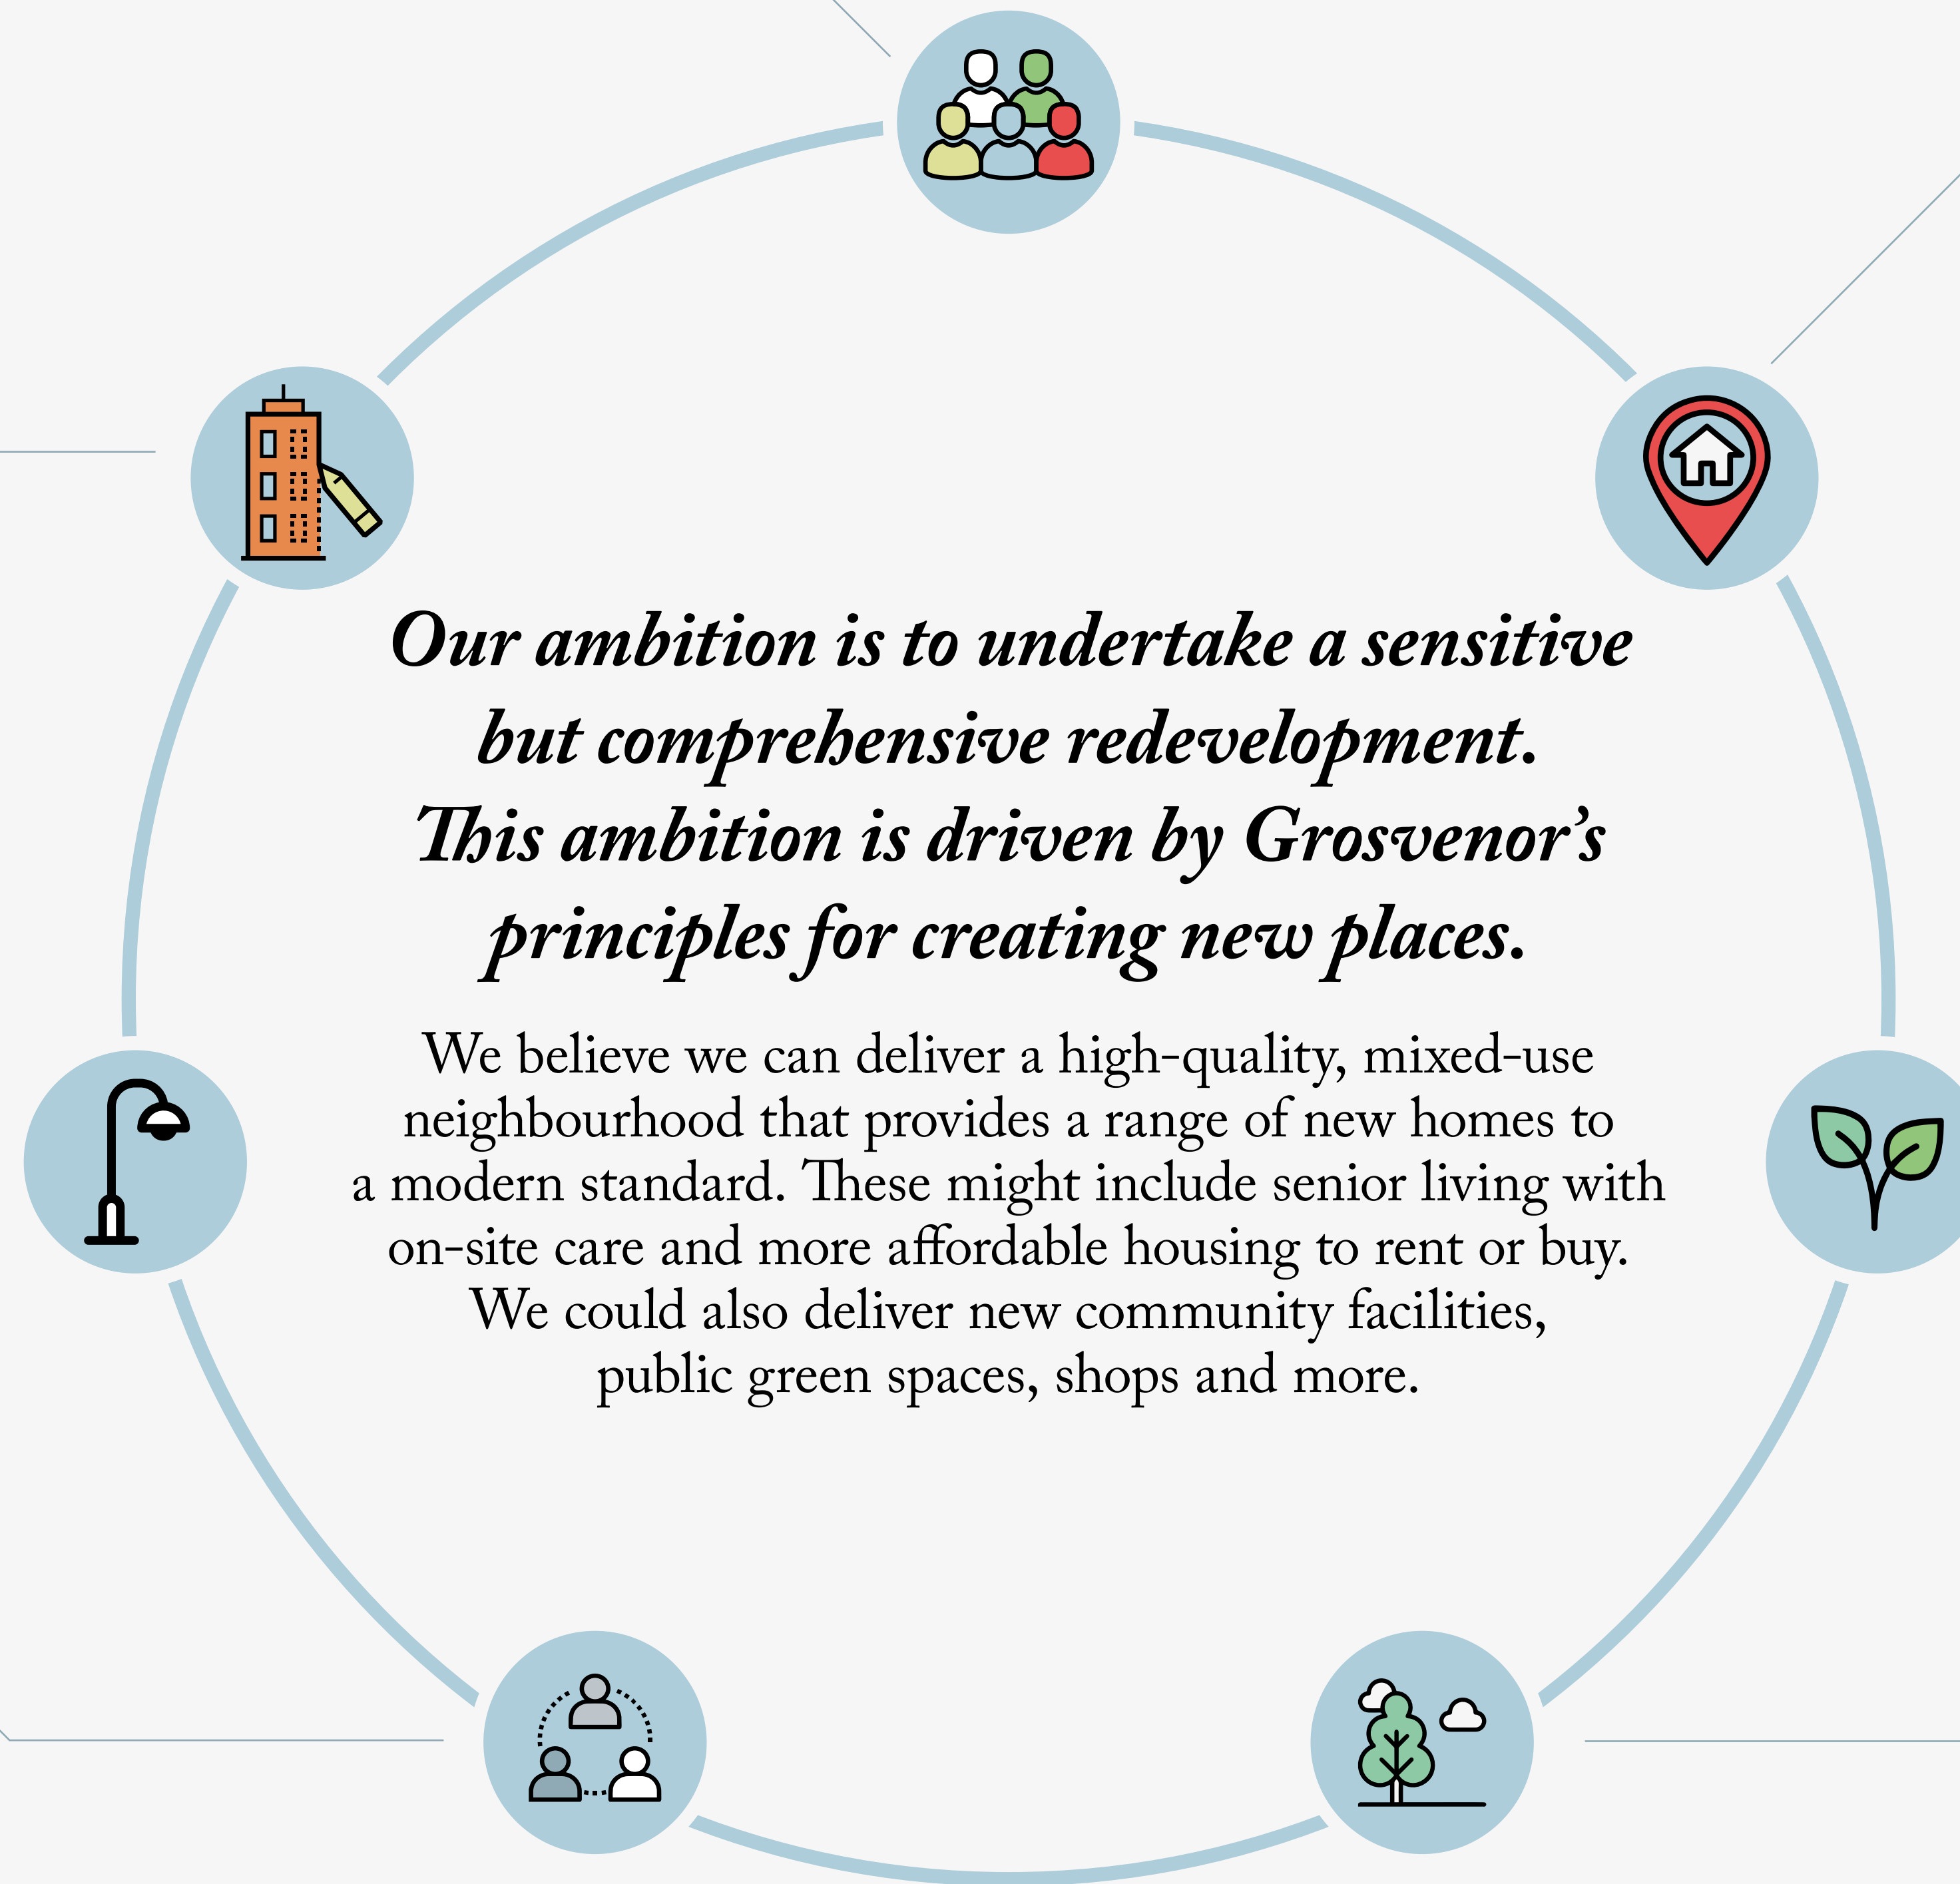 Our ambition is to undertake a sensitive
but comprehensive redevelopment.
This ambition is driven by Grosvenor’s
principles for creating new places.
We believe we can deliver a high-quality, mixed-use
neighbourhood that provides a range of new homes to
a modern standard. These might include senior living with
on-site care and more affordable housing to rent or buy.
We could also deliver new community facilities,
public green spaces, shops and more.